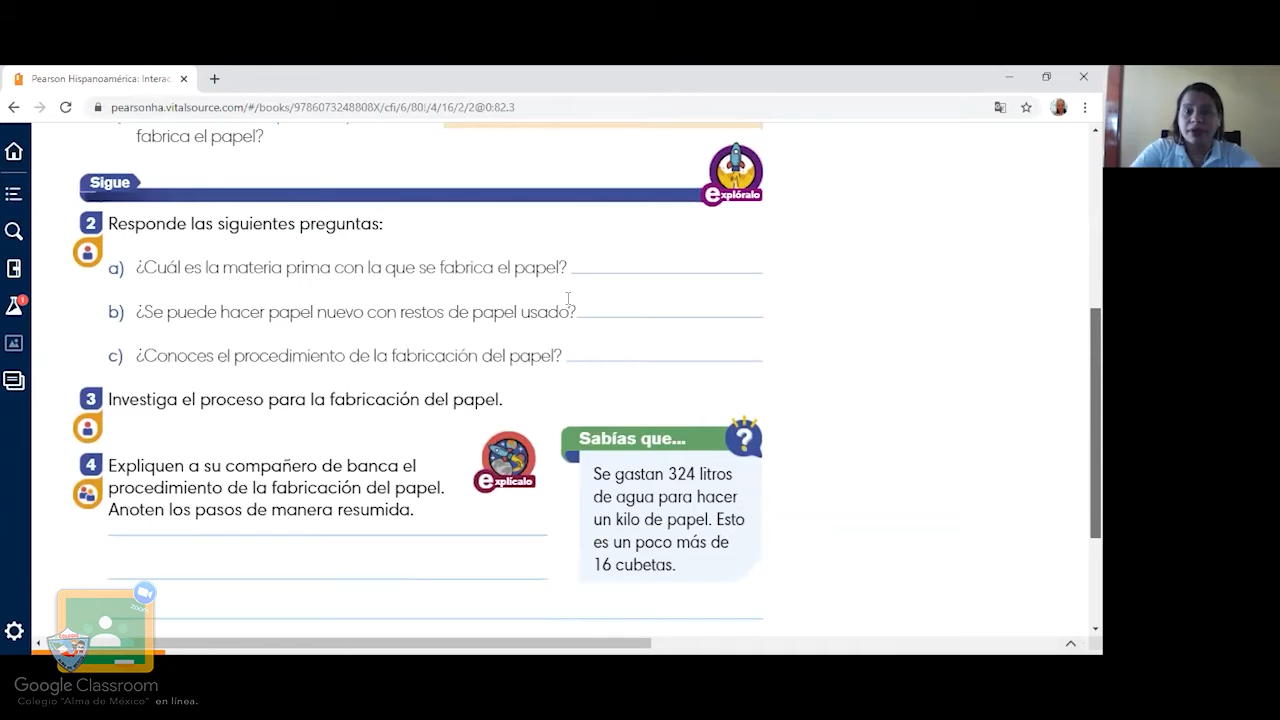 Pearson Hispanoamérica: Interac
pearsonha.vitalsource.com/#/books/9786073248808X/cfi/6/80!/4/16/2/2@0:82.3
fabrica el papel?
Sigue
explóralo
2 Responde las siguientes preguntas:
a) ¿Cuál es la materia prima con la que se fabrica el papel?
b) ¿Se puede hacer papel nuevo con restos de papel usado?
c) ¿Conoces el procedimiento de la fabricación del papel?
3 Investiga el proceso para la fabricación del papel.
4 Expliquen a su compañero de banca el
procedimiento de la fabricación del papel.
Anoten los pasos de manera resumida.
explícalo
Sabías que... ?
Se gastan 324 litros
de agua para hacer
un kilo de papel. Esto
es un poco más de
16 cubetas.
1
zoom
COLEGIO
Google Classroom
Colegio "Alma de México" en línea.